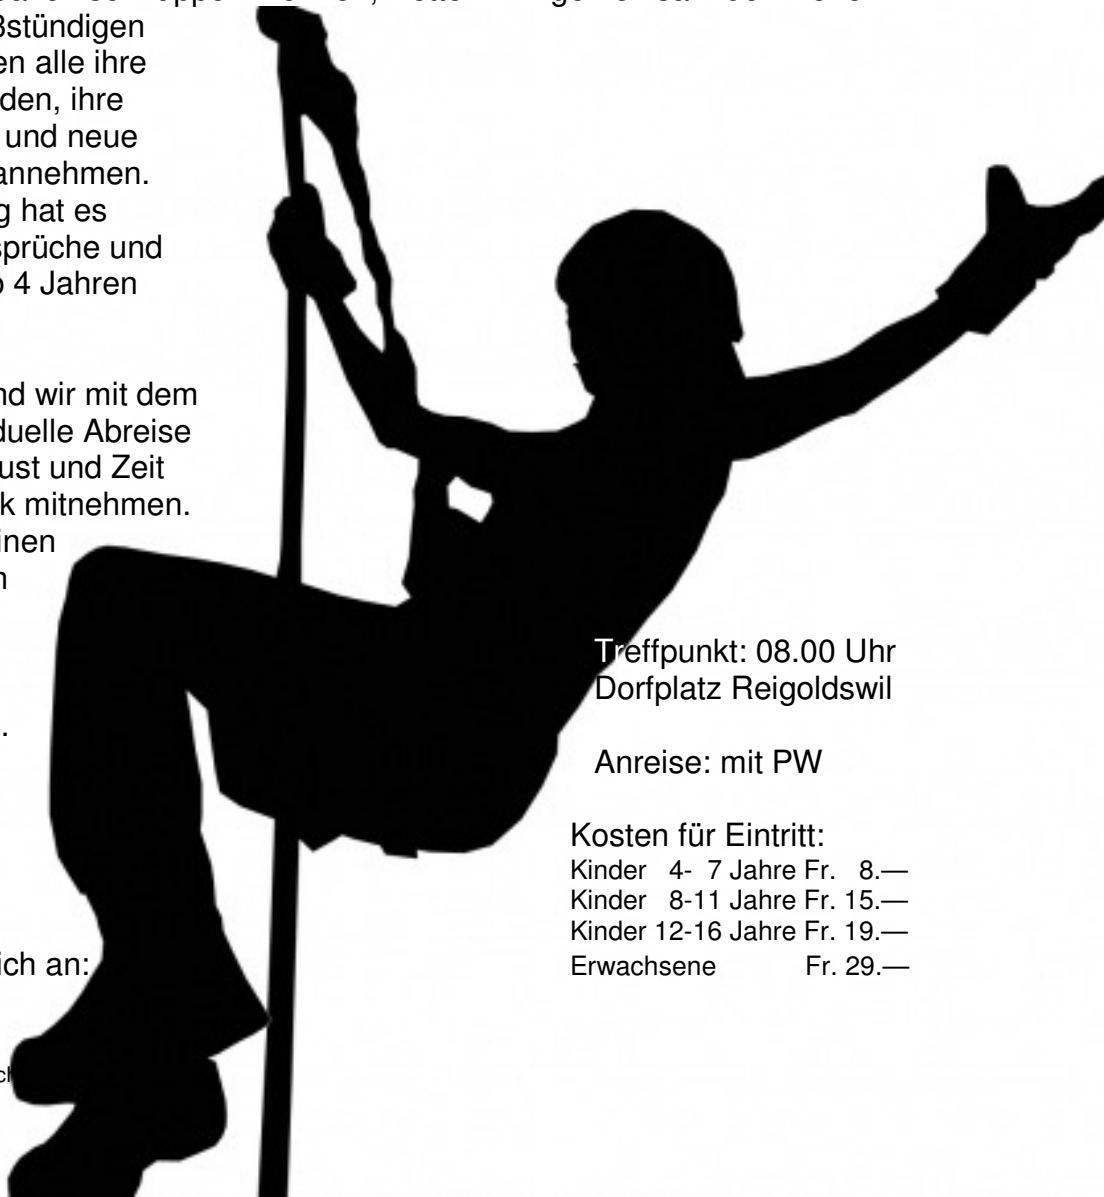 3stündigen
en alle ihre
den, ihre
und neue
annehmen.
g hat es
sprüche und
4 Jahren
nd wir mit dem
duelle Abreise
ust und Zeit
k mitnehmen.
inen
n
.
Treffpunkt: 08.00 Uhr
Dorfplatz Reigoldswil
Anreise: mit PW
Kosten für Eintritt:
Kinder 4- 7 Jahre Fr. 8.—
Kinder 8-11 Jahre Fr. 15.—
Kinder 12-16 Jahre Fr. 19.—
Erwachsene Fr. 29.—
ich an: